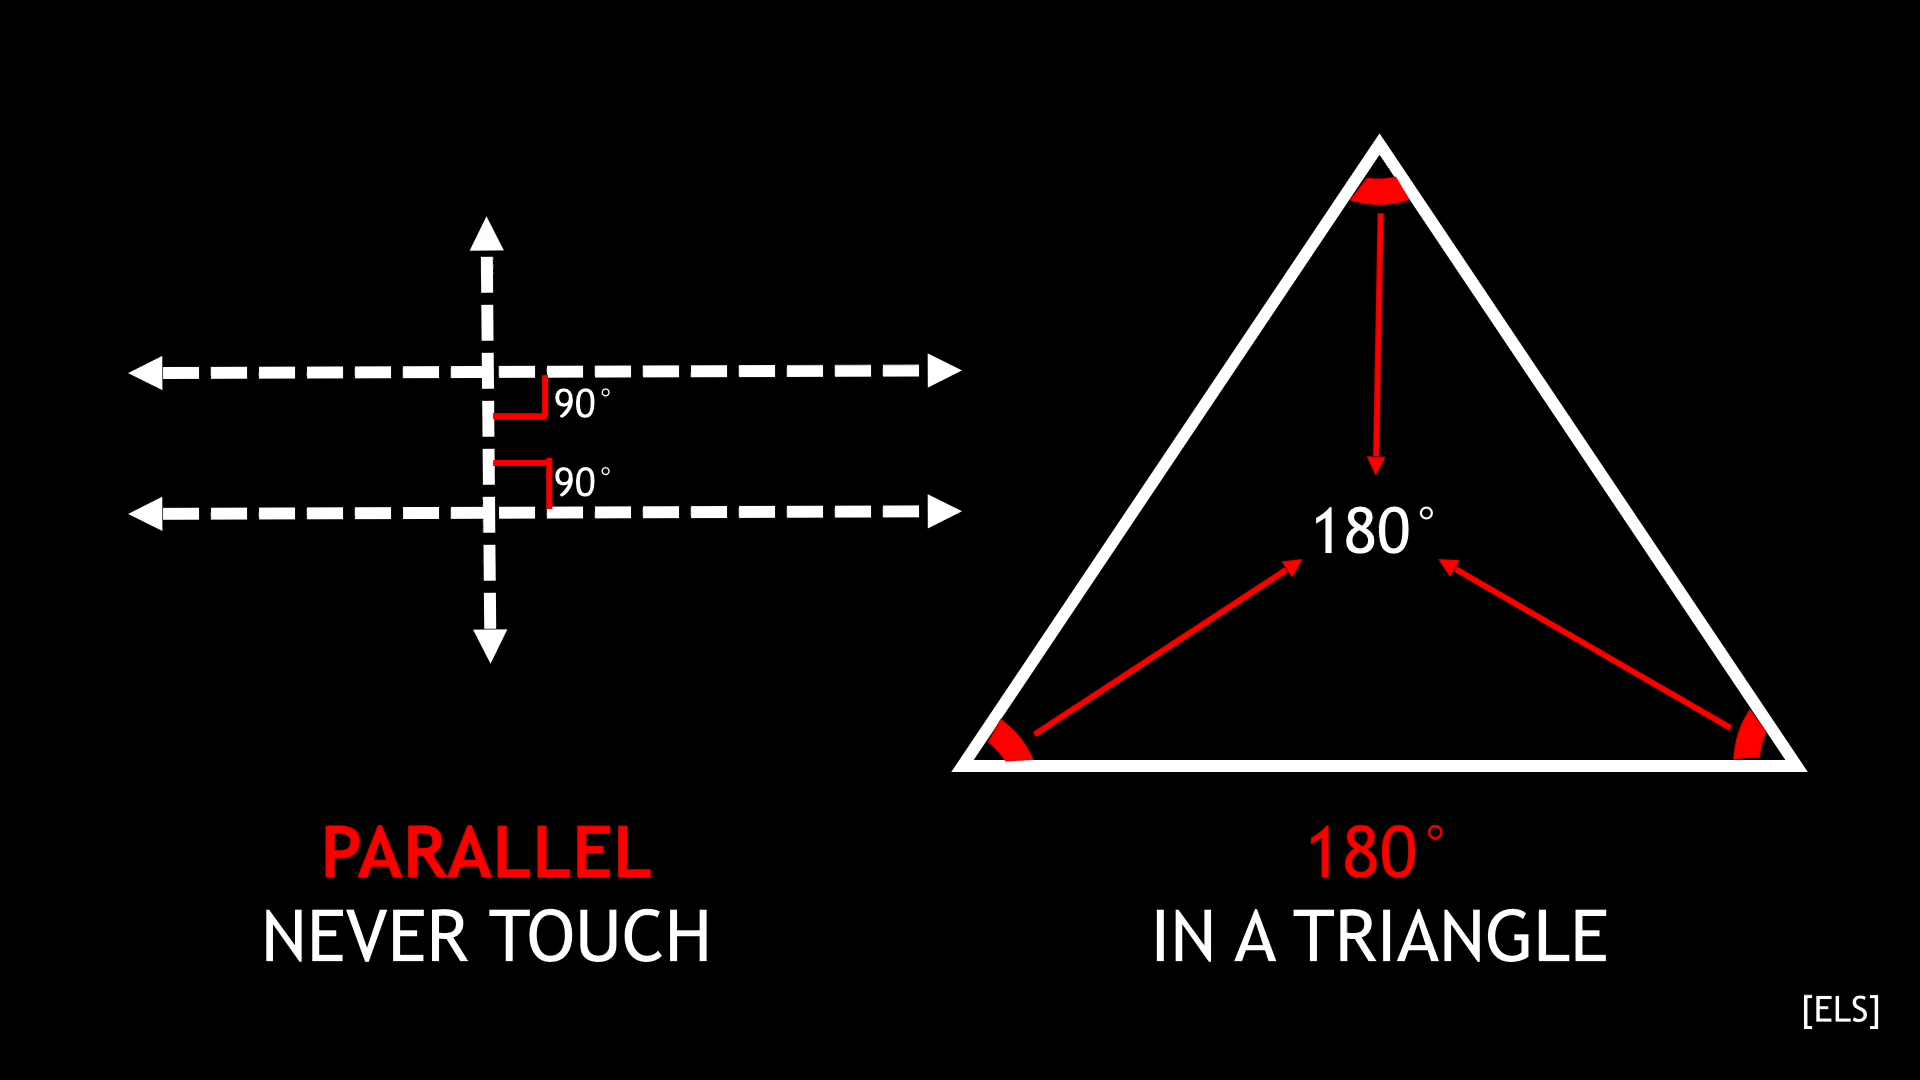 90°
90°
PARALLEL
NEVER TOUCH
180°
180°
IN A TRIANGLE
[ELS]